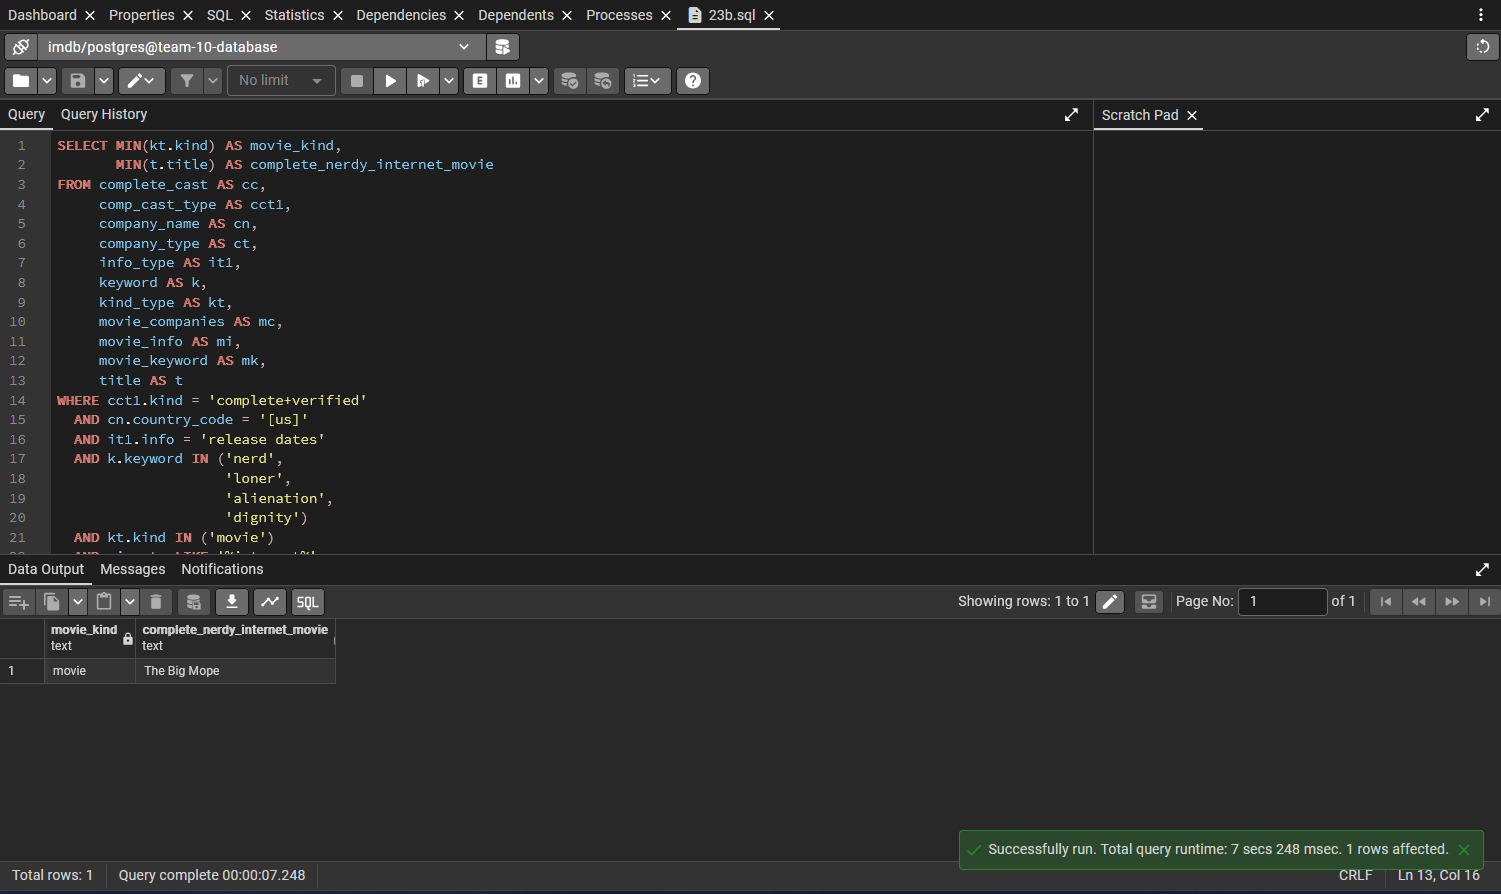 Dashboard Properties SQL Statistics Dependencies Dependents Processes 23b.sql
imdb/postgres@team-10-database
No limit E
Query Query History Scratch Pad
1 SELECT MIN(kt.kind) AS movie_kind,
2 MIN(t.title) AS complete_nerdy_internet_movie
3 FROM complete_cast AS cc,
4 comp_cast_type AS cct1,
5 company_name AS cn,
6 company_type AS ct,
7 info_type AS it1,
8 keyword AS k,
9 kind_type AS kt,
10 movie_companies AS mc,
11 movie_info AS mi,
12 movie_keyword AS mk,
13 title AS t
14 WHERE cct1.kind = 'complete+verified'
15 AND cn.country_code = '[us]'
16 AND it1.info = 'release dates'
17 AND k.keyword IN ('nerd',
18 'loner',
19 'alienation',
20 'dignity')
21 AND kt.kind IN ('movie')
Data Output Messages Notifications
SQL Showing rows: 1 to 1 Page No: 1 of 1
movie_kind complete_nerdy_internet_movie
text text
1 movie The Big Mope
Successfully run. Total query runtime: 7 secs 248 msec. 1 rows affected.
Total rows: 1 Query complete 00:00:07.248 CRLF Ln 13, Col 16